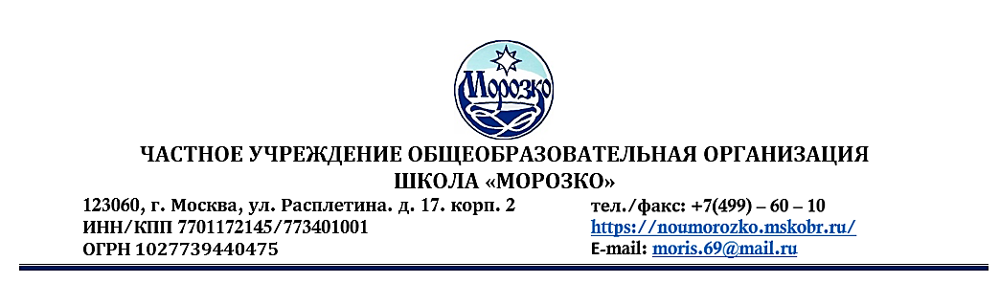 Морозко
ЧАСТНОЕ УЧРЕЖДЕНИЕ ОБЩЕОБРАЗОВАТЕЛЬНАЯ ОРГАНИЗАЦИЯ
ШКОЛА «МОРОЗКО»
123060, г. Москва, ул. Расплетина. д. 17. корп. 2
ИНН/КПП 7701172145/773401001
ОГРН 1027739440475
тел./факс: +7(499) – 60 – 10
https://noumorozko.mskobr.ru/
E-mail: moris.69@mail.ru